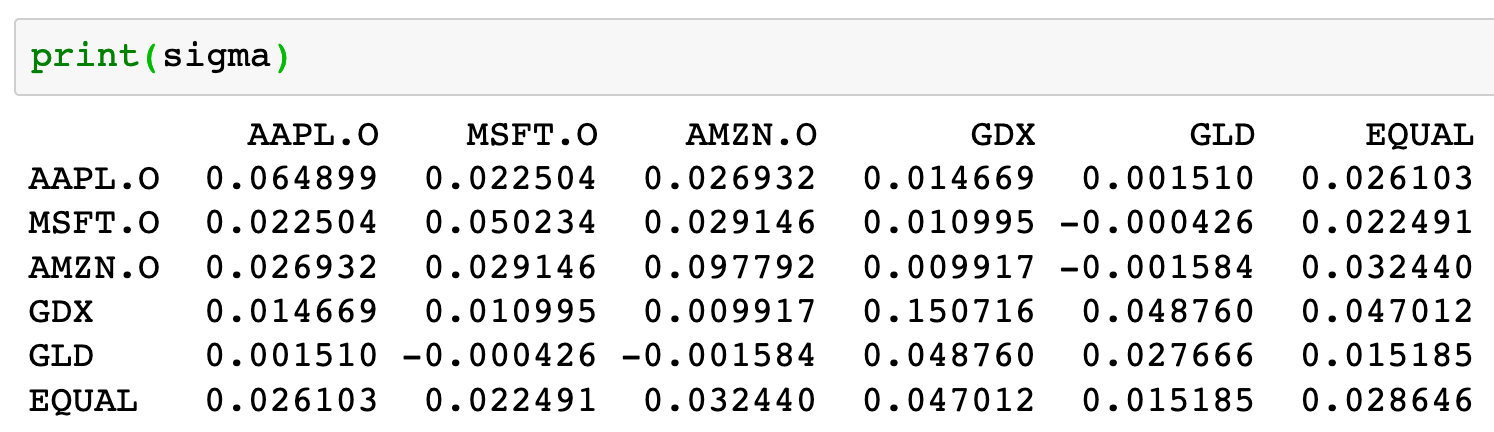 print(sigma)
AAPL.O MSFT.O AMZN.O GDX GLD EQUAL
AAPL.O 0.064899 0.022504 0.026932 0.014669 0.001510 0.026103
MSFT.O 0.022504 0.050234 0.029146 0.010995 -0.000426 0.022491
AMZN.O 0.026932 0.029146 0.097792 0.009917 -0.001584 0.032440
GDX 0.014669 0.010995 0.009917 0.150716 0.048760 0.047012
GLD 0.001510 -0.000426 -0.001584 0.048760 0.027666 0.015185
EQUAL 0.026103 0.022491 0.032440 0.047012 0.015185 0.028646